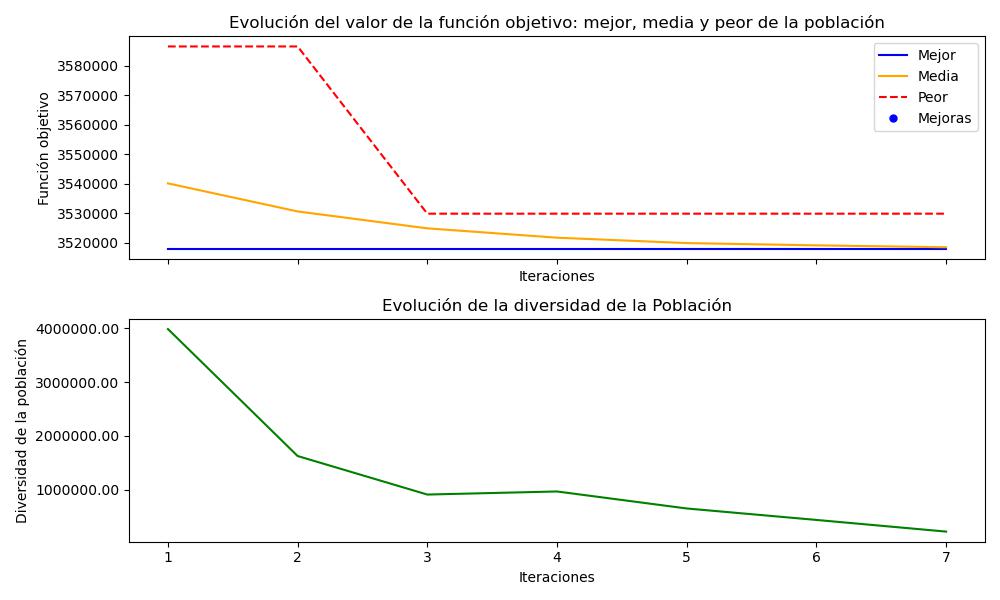 Evolución del valor de la función objetivo: mejor, media y peor de la población
Función objetivo
3580000
3570000
3560000
3550000
3540000
3530000
3520000
Mejor
Media
Peor
Mejoras
Iteraciones
Evolución de la diversidad de la Población
Diversidad de la población
4000000.00
3000000.00
2000000.00
1000000.00
1 2 3 4 5 6 7
Iteraciones